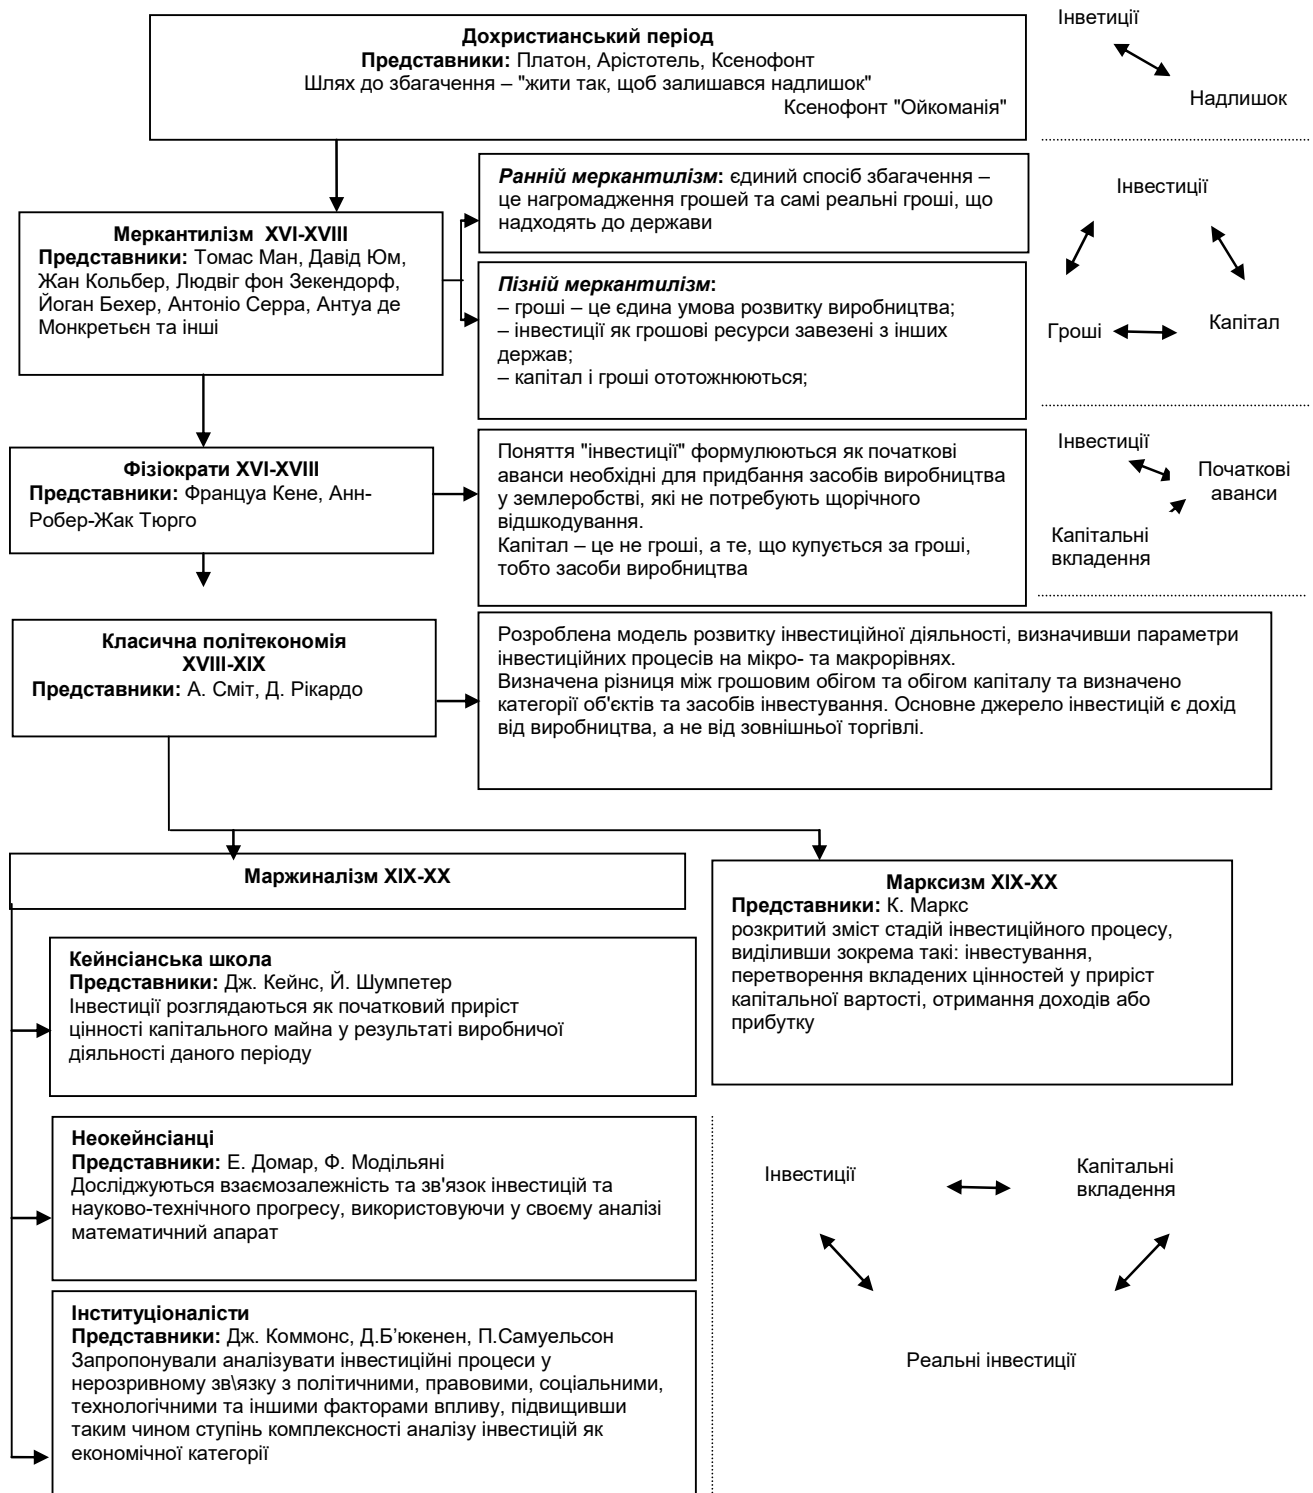 Дохристианський період
Представники: Платон, Арістотель, Ксенофонт
Шлях до збагачення – "жити так, щоб залишався надлишок"
Ксенофонт "Ойкоманія"
Інветиції
Надлишок
Меркантилізм XVI-XVIII
Представники: Томас Ман, Давід Юм,
Жан Кольбер, Людвіг фон Зекендорф,
Йоган Бехер, Антоніо Серра, Антуа де
Монкретьєн та інші
Ранній меркантилізм: єдиний спосіб збагачення –
це нагромадження грошей та самі реальні гроші, що
надходять до держави
Пізній меркантилізм:
– гроші – це єдина умова розвитку виробництва;
– інвестиції як грошові ресурси завезені з інших
держав;
– капітал і гроші ототожнюються;
Інвестиції
Гроші
Капітал
Фізіократи XVI-XVIII
Представники: Француа Кене, Анн-
Робер-Жак Тюрго
Поняття "інвестиції" формулюються як початкові
аванси необхідні для придбання засобів виробництва
у землеробстві, які не потребують щорічного
відшкодування.
Капітал – це не гроші, а те, що купується за гроші,
тобто засоби виробництва
Інвестиції
Початкові
аванси
Капітальні
вкладення
Класична політекономія
XVIII-XIX
Представники: А. Сміт, Д. Рікардо
Розроблена модель розвитку інвестиційної діяльності, визначивши параметри
інвестиційних процесів на мікро- та макрорівнях.
Визначена різниця між грошовим обігом та обігом капіталу та визначено
категорії об'єктів та засобів інвестування. Основне джерело інвестицій є дохід
від виробництва, а не від зовнішньої торгівлі.
Маржиналізм XIX-XX
Марксизм XIX-XX
Представники: К. Маркс
розкритий зміст стадій інвестиційного процесу,
виділивши зокрема такі: інвестування,
перетворення вкладених цінностей у приріст
капітальної вартості, отримання доходів або
прибутку
Кейнсіанська школа
Представники: Дж. Кейнс, Й. Шумпетер
Інвестиції розглядаються як початковий приріст
цінності капітального майна у результаті виробничої
діяльності даного періоду
Неокейнсіанці
Представники: Е. Домар, Ф. Модільяні
Досліджуються взаємозалежність та зв'язок інвестицій та
науково-технічного прогресу, використовуючи у своєму аналізі
математичний апарат
Інституціоналісти
Представники: Дж. Коммонс, Д.Б’юкенен, П.Самуельсон
Запропонували аналізувати інвестиційні процеси у
нерозривному зв\язку з політичними, правовими, соціальними,
технологічними та іншими факторами впливу, підвищивши
таким чином ступінь комплексності аналізу інвестицій як
економічної категорії
Інвестиції
Капітальні
вкладення
Реальні інвестиції